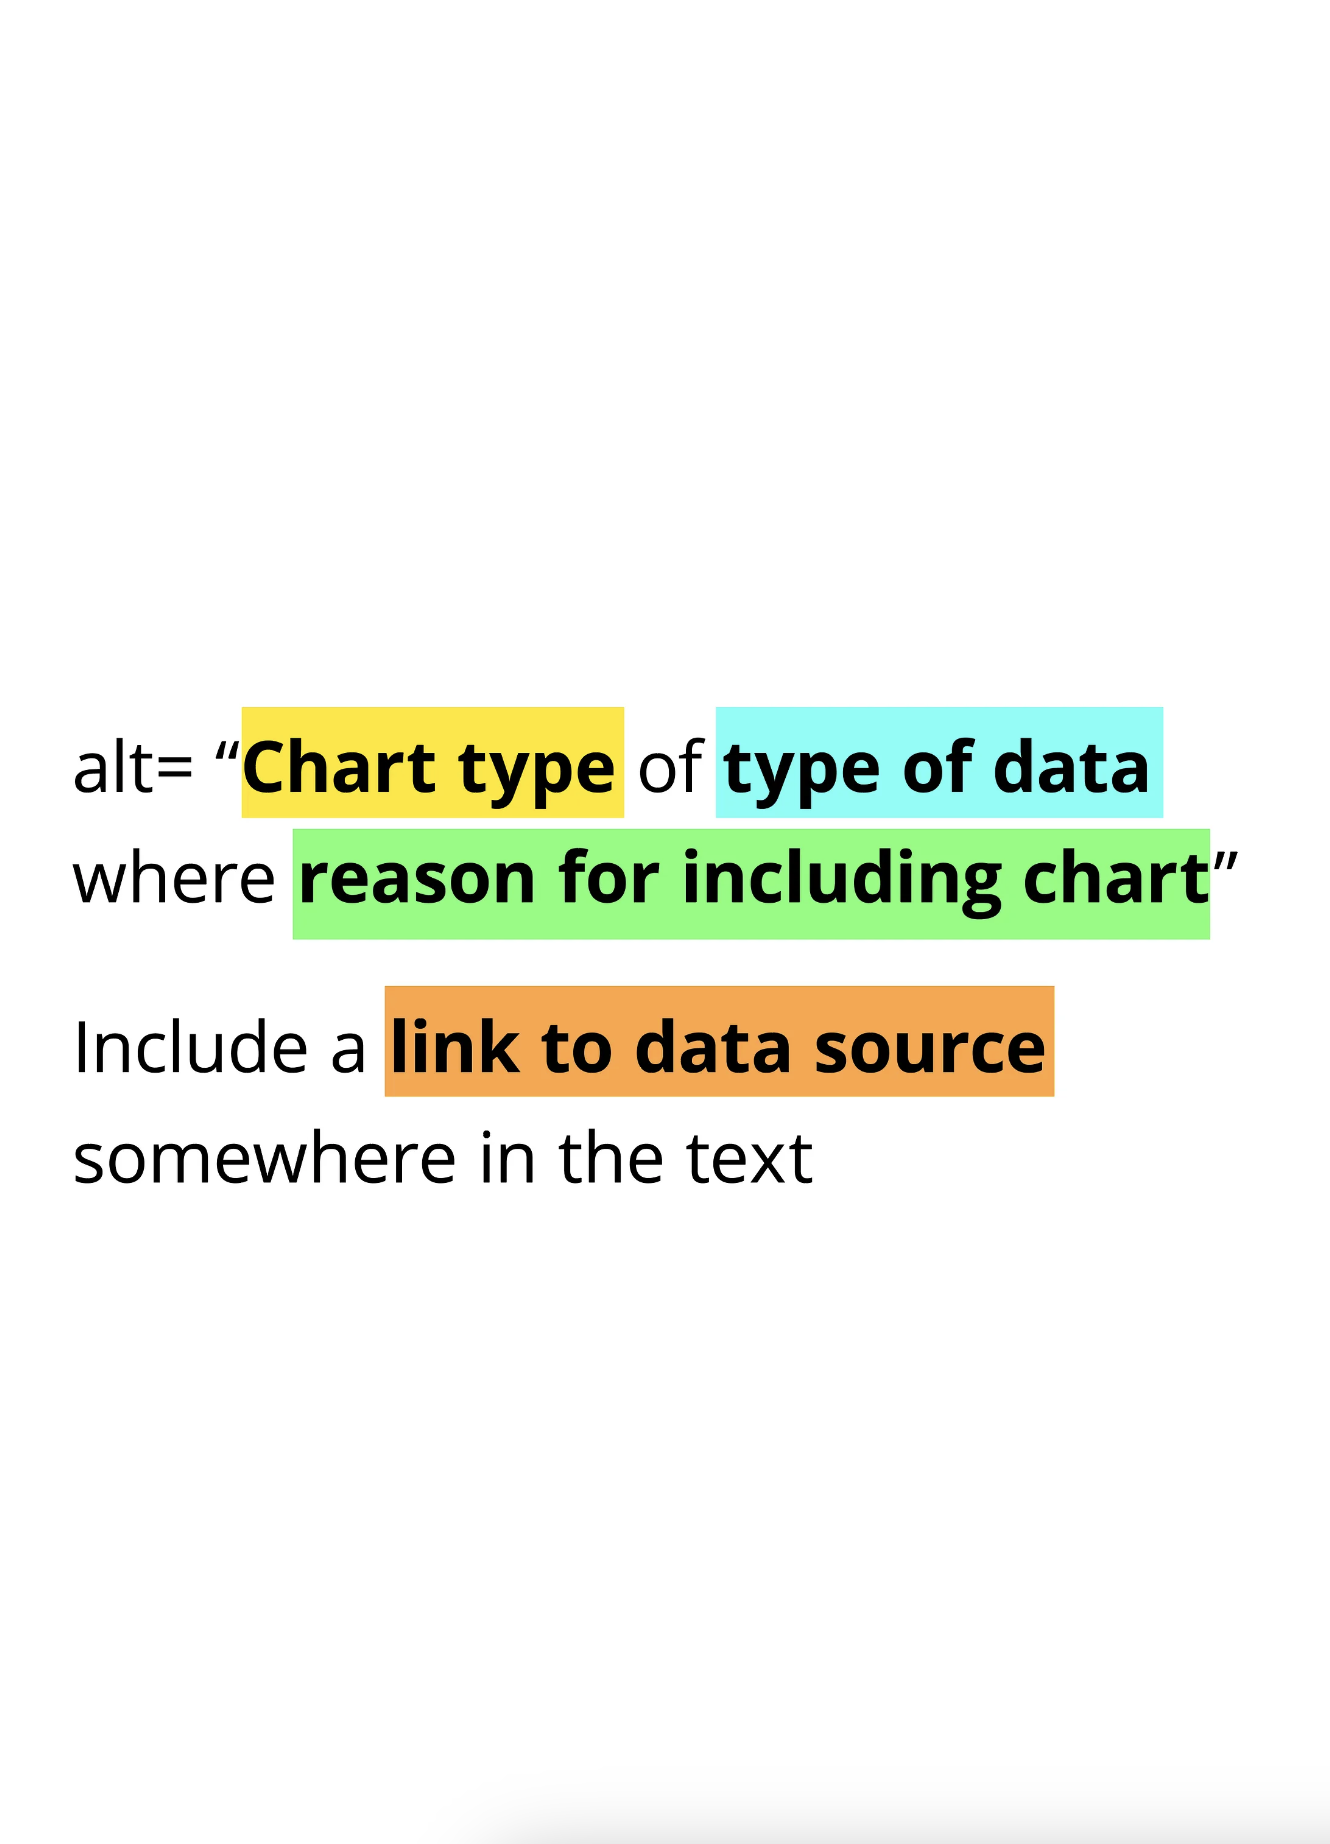 alt= “Chart type of type of data
where reason for including chart”
Include a link to data source
somewhere in the text